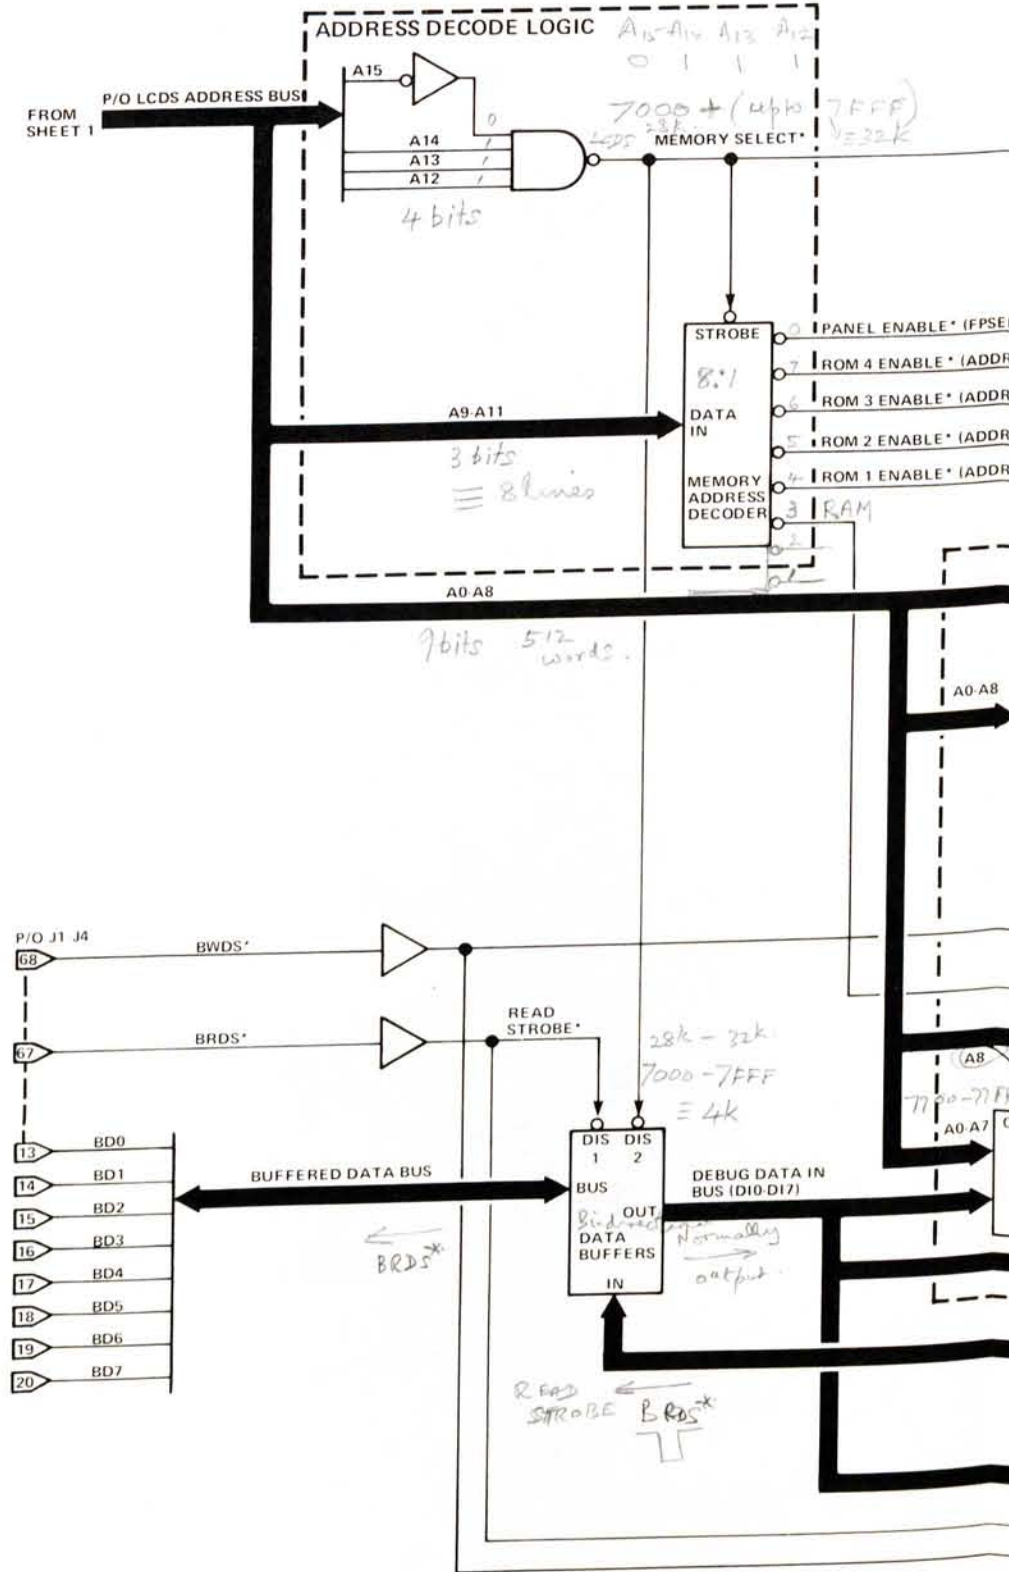 ADDRESS DECODE LOGIC
A15 A14 A13 A12
0 1 1 1
P/O LCDS ADDRESS BUS
FROM
SHEET 1
A15
7000 + (upto 7FFF)
28k
≡32k
0
LCDS
MEMORY SELECT*
A14 1
A13 1
A12 1
4 bits
STROBE
0 PANEL ENABLE* (FPSE
8:1
7 ROM 4 ENABLE* (ADDR
6 ROM 3 ENABLE* (ADDR
A9-A11
DATA
IN
5 ROM 2 ENABLE* (ADDR
3 bits
≡ 8 lines
4 ROM 1 ENABLE* (ADDR
MEMORY
ADDRESS
DECODER
3 RAM
2
1
A0-A8
9 bits 512
words.
A0-A8
P/O J1 J4
68 BWDS*
READ
STROBE*
67 BRDS*
28k - 32k
7000 - 7FFF
≡ 4k
A8
7700-77FF
A0-A7
13 BD0
14 BD1
15 BD2
16 BD3
17 BD4
18 BD5
19 BD6
20 BD7
BUFFERED DATA BUS
DIS DIS
1 2
BUS
OUT
DATA
BUFFERS
IN
DEBUG DATA IN
BUS (DI0-DI7)
Normally
output.
BRDS*
READ
STROBE BRDS*